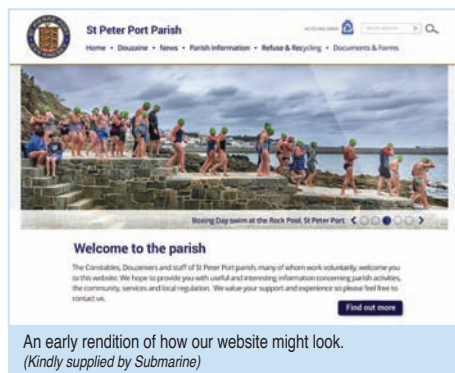 St Peter Port Parish
Home • Douzaine • News • Parish Information • Refuse & Recycling • Documents & Forms
Boxing Day swim at the Rock Pool, St Peter Port
Welcome to the parish
The Constables, Douzeniers and staff of St Peter Port parish, many of whom work voluntarily, welcome you
to this website. We hope to provide you with useful and interesting information concerning parish activities,
the community, services and local regulation. We value your support and experience so please feel free to
contact us.
Find out more
An early rendition of how our website might look.
(Kindly supplied by Submarine)